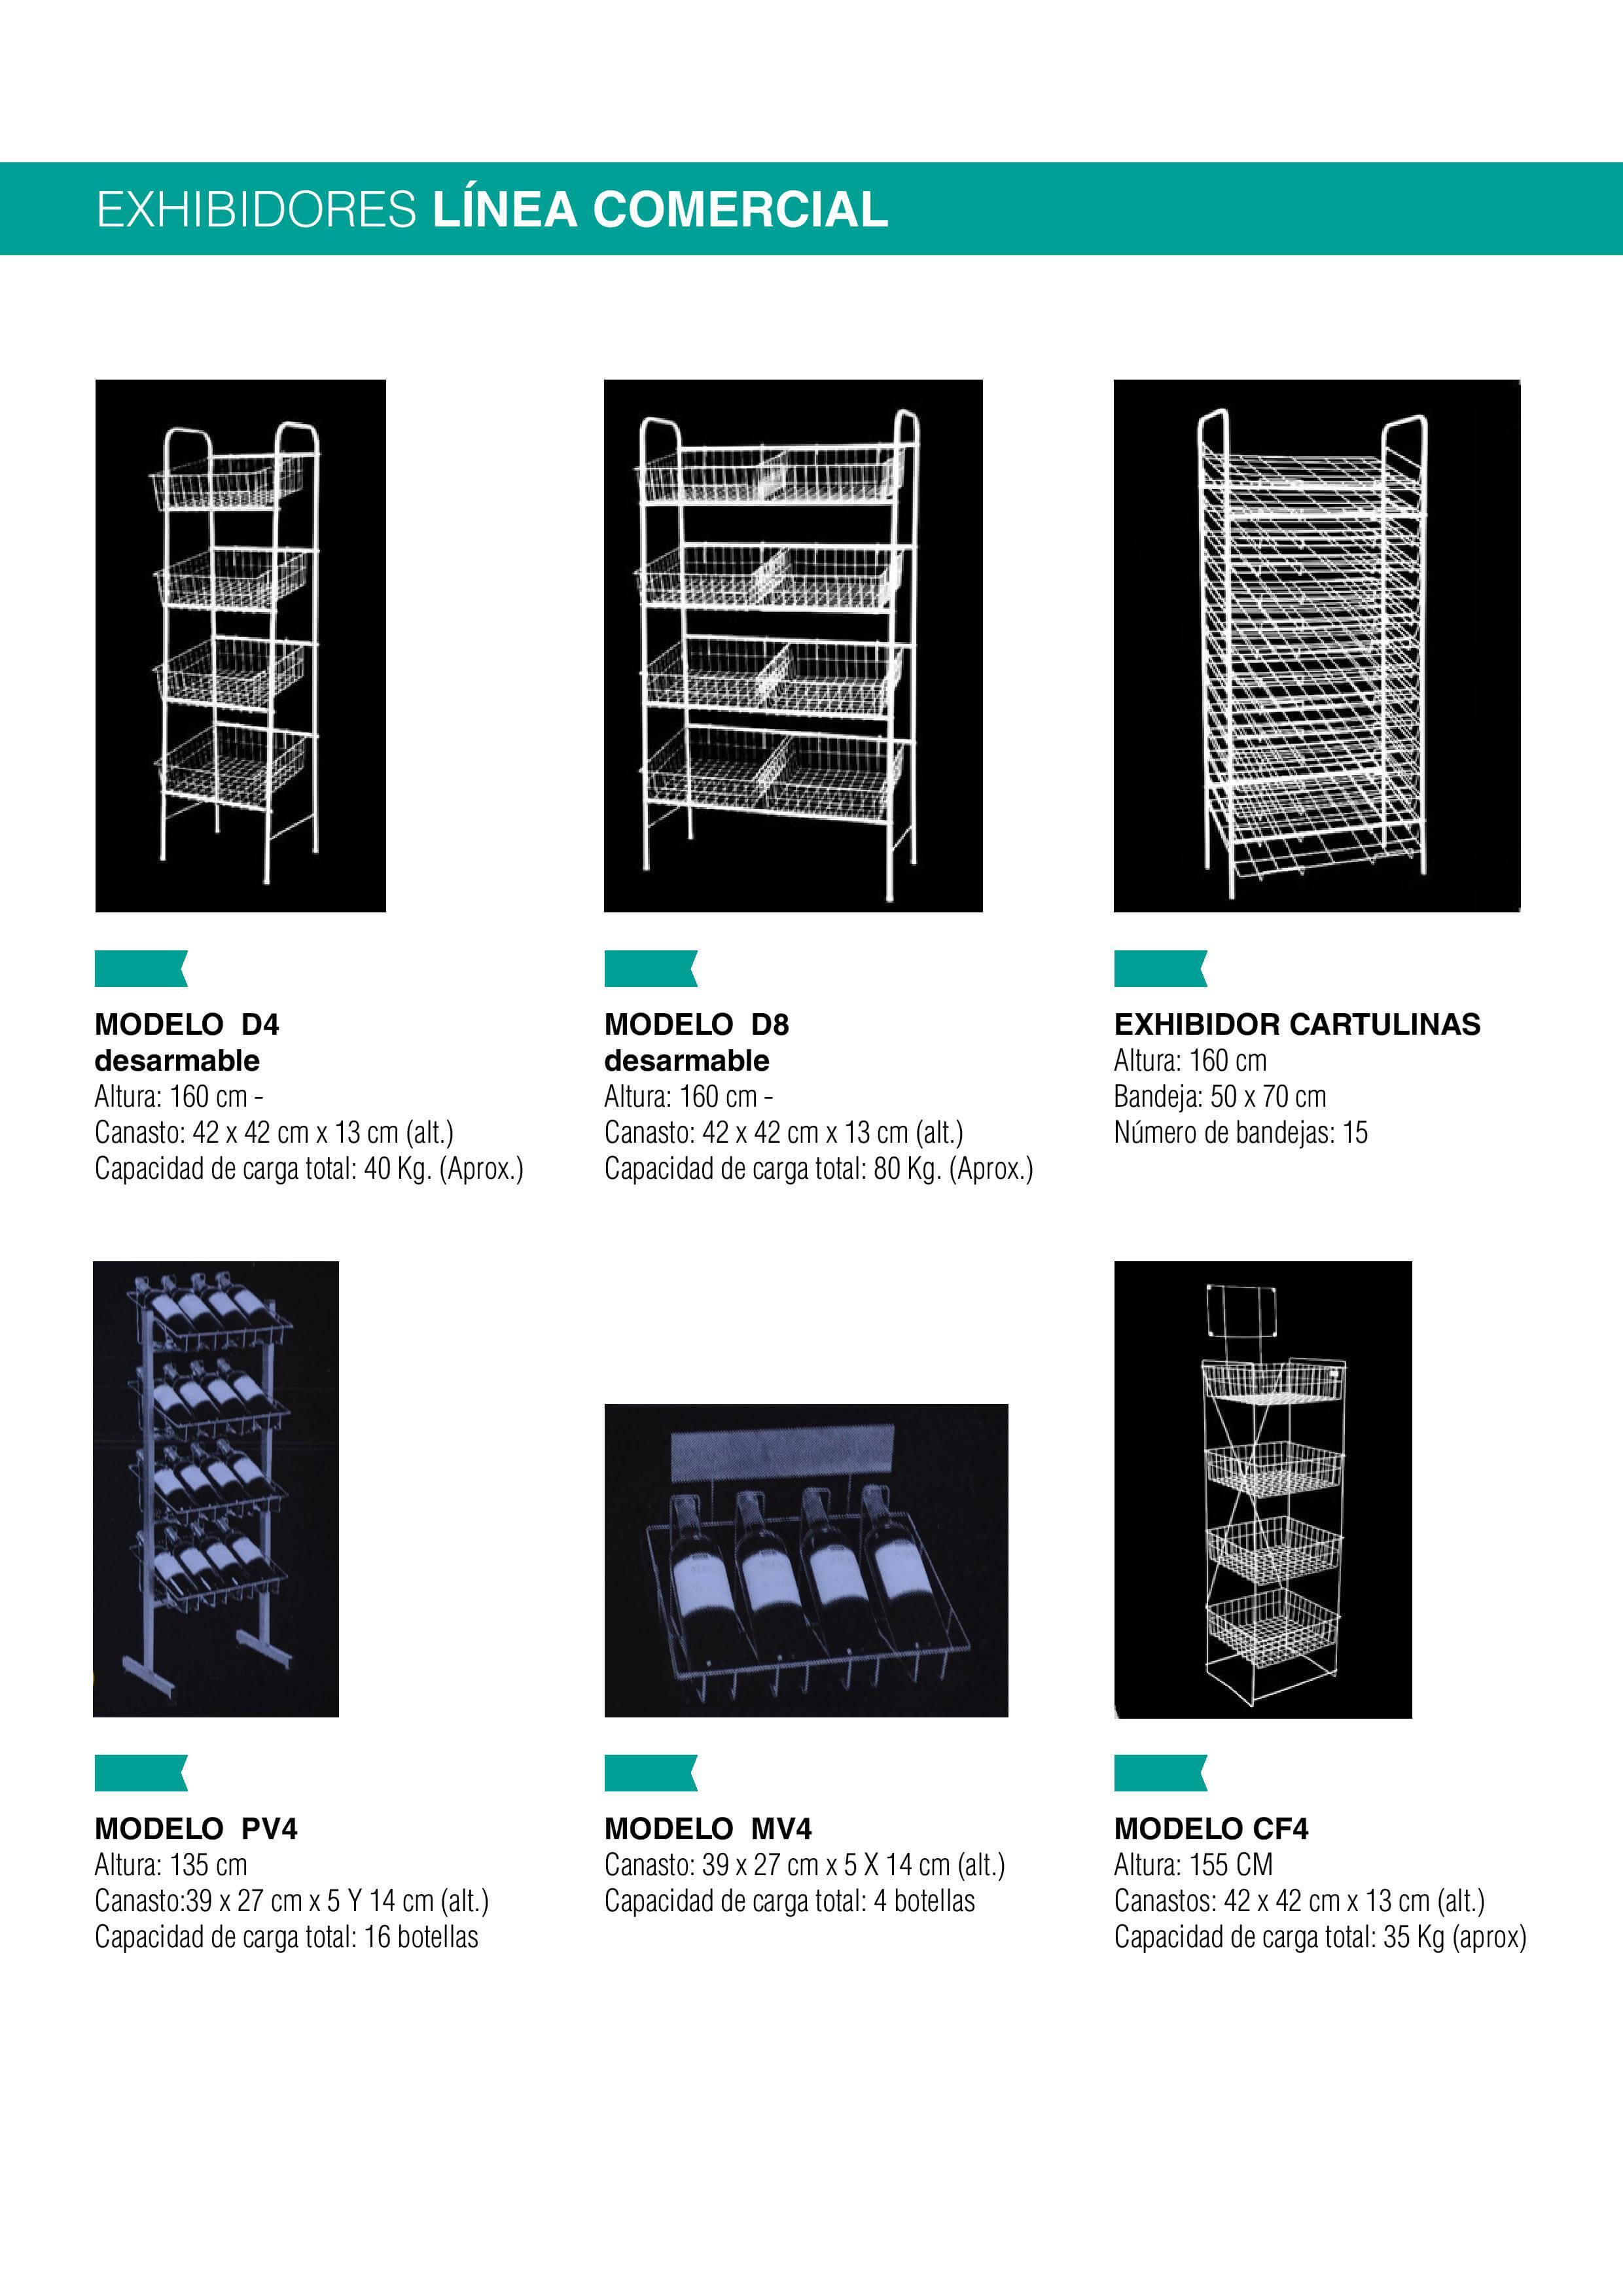 EXHIBIDORES LÍNEA COMERCIAL
MODELO  D4
desarmable
Altura: 160 cm -
Canasto: 42 x 42 cm x 13 cm (alt.)
Capacidad de carga total: 40 Kg. (Aprox.)
MODELO  D8
desarmable
Altura: 160 cm -
Canasto: 42 x 42 cm x 13 cm (alt.)
Capacidad de carga total: 80 Kg. (Aprox.)
EXHIBIDOR CARTULINAS
Altura: 160 cm
Bandeja: 50 x 70 cm
Número de bandejas: 15
MODELO  PV4
Altura: 135 cm
Canasto:39 x 27 cm x 5 Y 14 cm (alt.)
Capacidad de carga total: 16 botellas
MODELO  MV4
Canasto: 39 x 27 cm x 5 X 14 cm (alt.)
Capacidad de carga total: 4 botellas
MODELO CF4
Altura: 155 CM
Canastos: 42 x 42 cm x 13 cm (alt.)
Capacidad de carga total: 35 Kg (aprox)